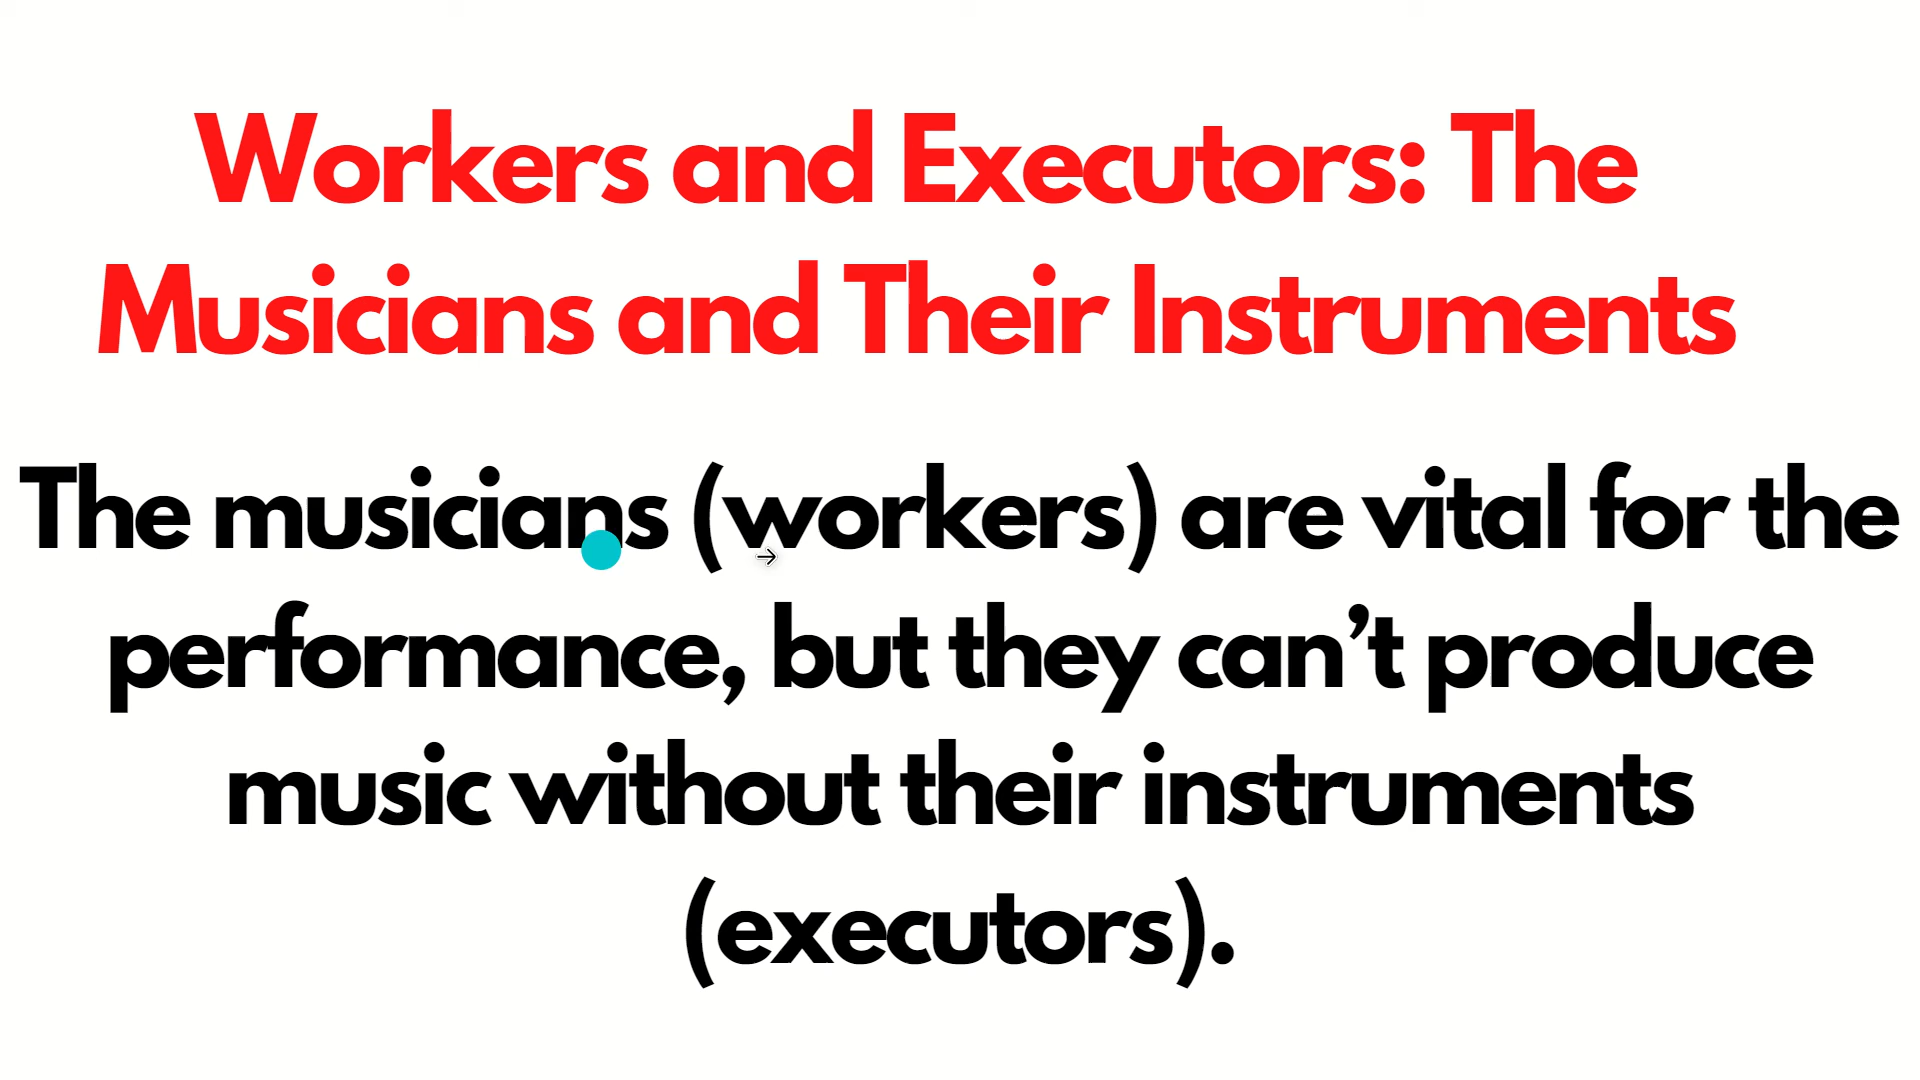 Workers and Executors: The
Musicians and Their Instruments
The musicians (workers) are vital for the
performance, but they can’t produce
music without their instruments
(executors).